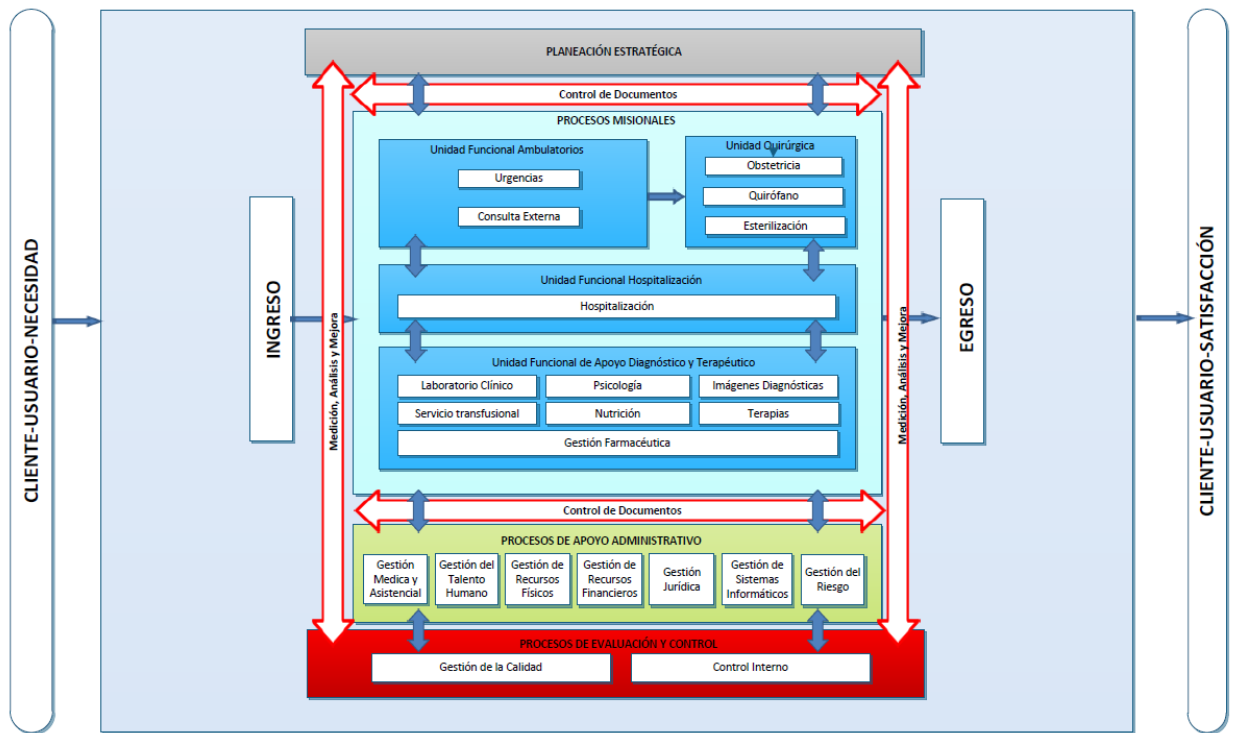 CLIENTE-USUARIO-NECESIDAD
PLANEACIÓN ESTRATÉGICA
Control de Documentos
PROCESOS MISIONALES
Unidad Funcional Ambulatorios
Urgencias
Consulta Externa
Unidad Quirúrgica
Obstetricia
Quirófano
Esterilización
INGRESO
Medición, Análisis y Mejora
Unidad Funcional Hospitalización
Hospitalización
Unidad Funcional de Apoyo Diagnóstico y Terapéutico
Laboratorio Clínico
Psicología
Imágenes Diagnósticas
Servicio transfusional
Nutrición
Terapias
Gestión Farmacéutica
Medición, Análisis y Mejora
EGRESO
Control de Documentos
PROCESOS DE APOYO ADMINISTRATIVO
Gestión
Medica y
Asistencial
Gestión del
Talento
Humano
Gestión de
Recursos
Físicos
Gestión de
Recursos
Financieros
Gestión
Jurídica
Gestión de
Sistemas
Informáticos
Gestión del
Riesgo
PROCESOS DE EVALUACIÓN Y CONTROL
Gestión de la Calidad
Control Interno
CLIENTE-USUARIO-SATISFACCIÓN